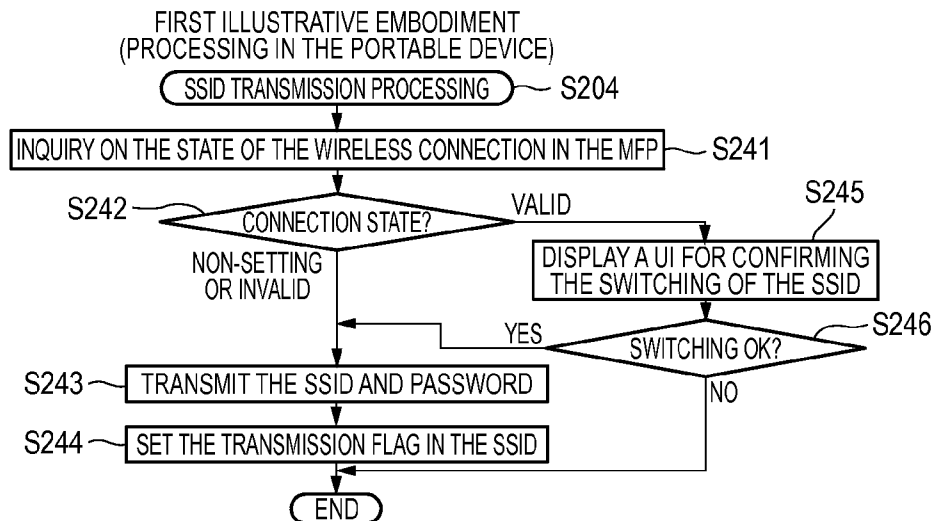 FIRST ILLUSTRATIVE EMBODIMENT
(PROCESSING IN THE PORTABLE DEVICE)
SSID TRANSMISSION PROCESSING
S204
INQUIRY ON THE STATE OF THE WIRELESS CONNECTION IN THE MFP
S241
S242
CONNECTION STATE?
VALID
S245
NON-SETTING
OR INVALID
DISPLAY A UI FOR CONFIRMING
THE SWITCHING OF THE SSID
YES
SWITCHING OK?
S246
NO
S243
TRANSMIT THE SSID AND PASSWORD
S244
SET THE TRANSMISSION FLAG IN THE SSID
END